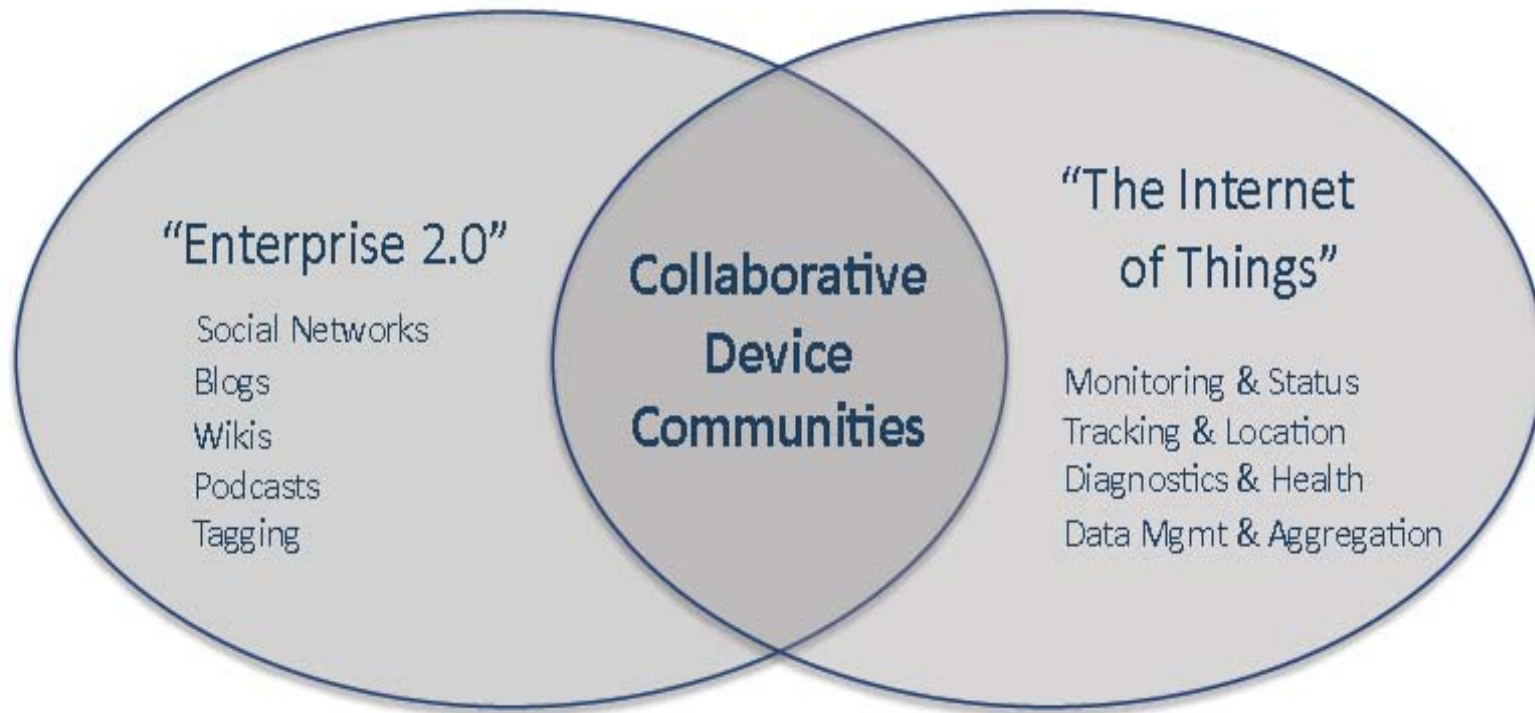 “Enterprise 2.0”
Social Networks
Blogs
Wikis
Podcasts
Tagging
Collaborative
Device
Communities
“The Internet
of Things”
Monitoring & Status
Tracking & Location
Diagnostics & Health
Data Mgmt & Aggregation